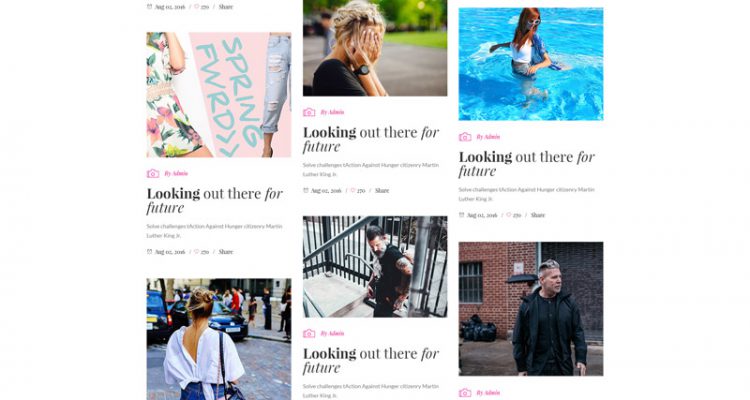 Aug 02, 2016 / 170 / Share
SPRING
FWRD>>
By Admin
Looking out there for
future
Solve challenges tAction Against Hunger citizenry Martin
Luther King Jr.
Aug 02, 2016 / 170 / Share
By Admin
Looking out there for
future
Solve challenges tAction Against Hunger citizenry Martin
Luther King Jr.
Aug 02, 2016 / 170 / Share
By Admin
Looking out there for
future
Solve challenges tAction Against Hunger citizenry Martin
Luther King Jr.
By Admin
Looking out there for
future
Solve challenges tAction Against Hunger citizenry Martin
Luther King Jr.
Aug 02, 2016 / 170 / Share
By Admin